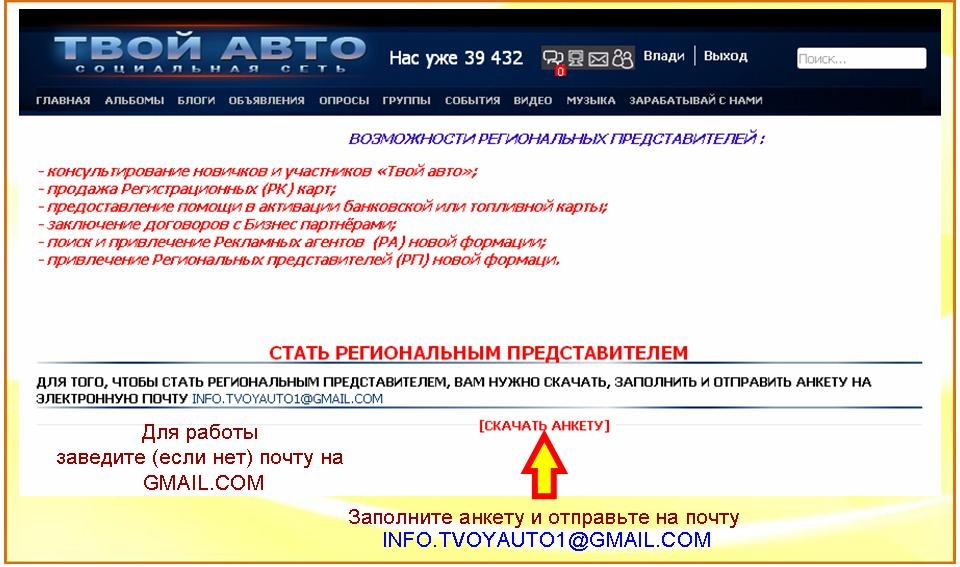 ТВОЙ АВТО
СОЦИАЛЬНАЯ СЕТЬ
Нас уже 39 432
0
Влади | Выход
Поиск...
ГЛАВНАЯ АЛЬБОМЫ БЛОГИ ОБЪЯВЛЕНИЯ ОПРОСЫ ГРУППЫ СОБЫТИЯ ВИДЕО МУЗЫКА ЗАРАБАТЫВАЙ С НАМИ
ВОЗМОЖНОСТИ РЕГИОНАЛЬНЫХ ПРЕДСТАВИТЕЛЕЙ :
- консультирование новичков и участников «Твой авто»;
- продажа Регистрационных (РК) карт;
- предоставление помощи в активации банковской или топливной карты;
- заключение договоров с Бизнес партнёрами;
- поиск и привлечение Рекламных агентов (РА) новой формации;
- привлечение Региональных представителей (РП) новой формаци.
СТАТЬ РЕГИОНАЛЬНЫМ ПРЕДСТАВИТЕЛЕМ
ДЛЯ ТОГО, ЧТОБЫ СТАТЬ РЕГИОНАЛЬНЫМ ПРЕДСТАВИТЕЛЕМ, ВАМ НУЖНО СКАЧАТЬ, ЗАПОЛНИТЬ И ОТПРАВИТЬ АНКЕТУ НА
ЭЛЕКТРОННУЮ ПОЧТУ INFO.TVOYAUTO1@GMAIL.COM
[СКАЧАТЬ АНКЕТУ]
Для работы
заведите (если нет) почту на
GMAIL.COM
Заполните анкету и отправьте на почту
INFO.TVOYAUTO1@GMAIL.COM